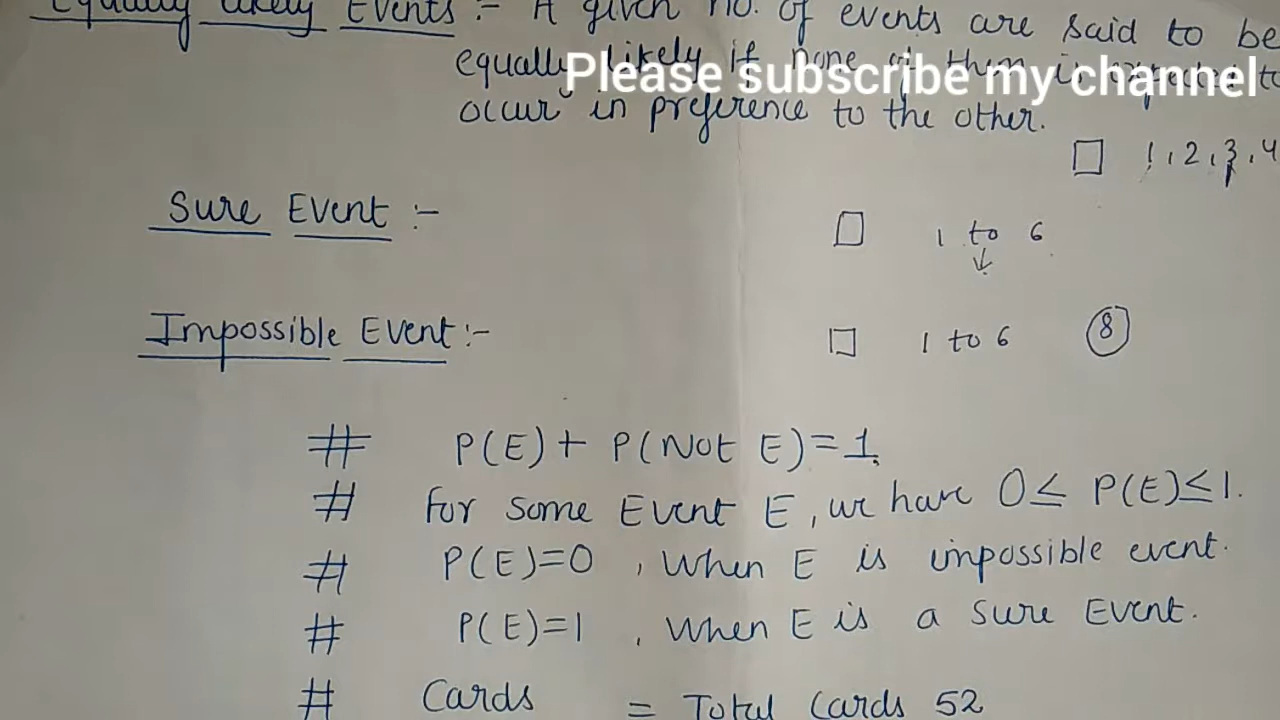 Equally Likely Events :- A given no. of events are said to be
equally likely if none of them is expected to
Please subscribe my channel
occur in preference to the other.
1, 2, 3, 4
Sure Event :-
1 to 6
Impossible Event :-
1 to 6 8
# P(E) + P(Not E) = 1.
# For some Event E, we have 0 ≤ P(E) ≤ 1.
# P(E)=0 , When E is impossible event.
# P(E)=1 , When E is a sure Event.
# Cards = Total Cards 52